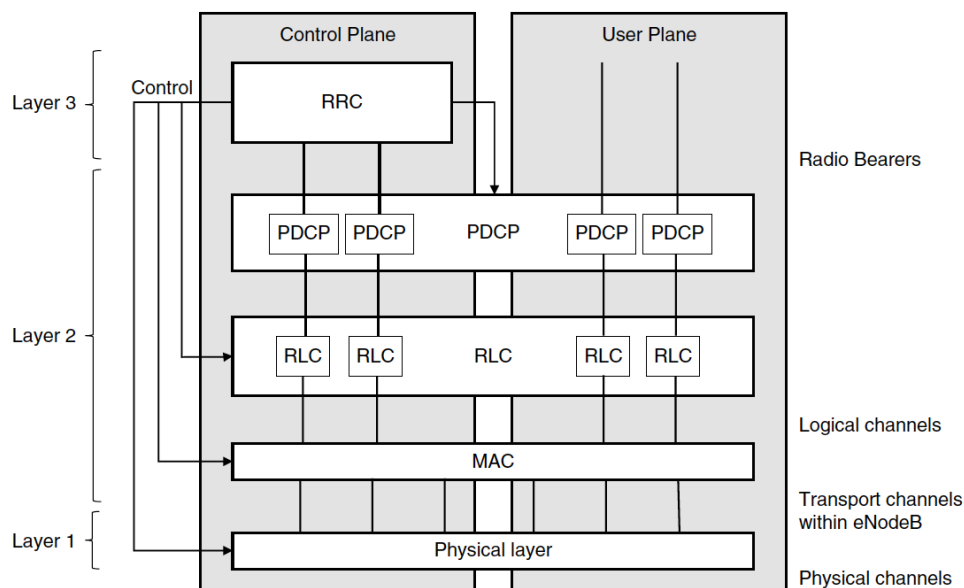 Control Plane
User Plane
Control
RRC
Layer 3
Radio Bearers
PDCP
PDCP
PDCP
PDCP
PDCP
Layer 2
RLC
RLC
RLC
RLC
RLC
Logical channels
MAC
Transport channels
within eNodeB
Layer 1
Physical layer
Physical channels